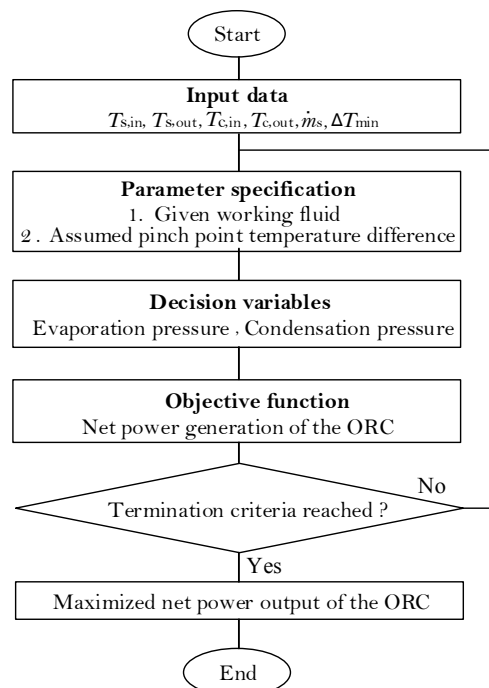 Start
Input data
Ts,in, Ts,out, Tc,in, Tc,out, ṁs, ΔTmin
Parameter specification
1. Given working fluid
2. Assumed pinch point temperature difference
Decision variables
Evaporation pressure, Condensation pressure
Objective function
Net power generation of the ORC
No
Termination criteria reached ?
Yes
Maximized net power output of the ORC
End